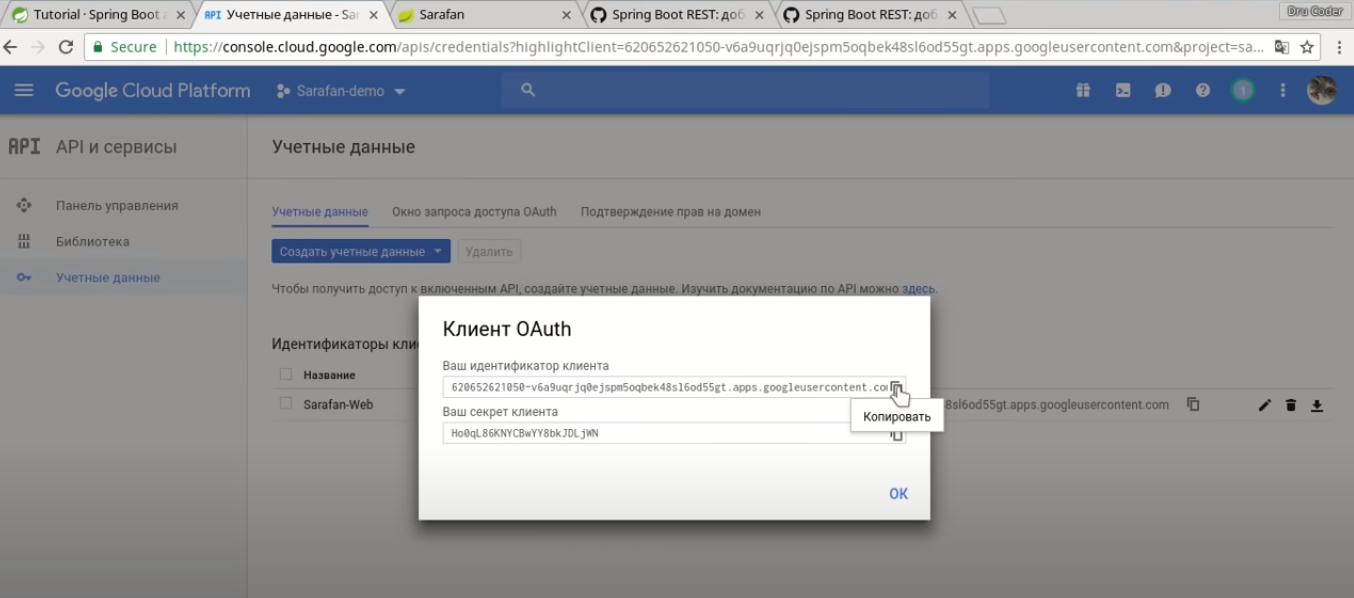 Tutorial · Spring Boot
Учетные данные - Sar
Sarafan
Spring Boot REST: доб
Spring Boot REST: доб
Dru Coder
Secure
https://console.cloud.google.com/apis/credentials?highlightClient=620652621050-v6a9uqrjq0ejspm5oqbek48sl6od55gt.apps.googleusercontent.com&project=sa...
Google Cloud Platform
Sarafan-demo
1
API
API и сервисы
Учетные данные
Панель управления
Библиотека
Учетные данные
Учетные данные
Окно запроса доступа OAuth
Подтверждение прав на домен
Создать учетные данные
Удалить
Чтобы получить доступ к включенным API, создайте учетные данные. Изучить документацию по API можно здесь.
Идентификаторы кли
Название
Sarafan-Web
8sl6od55gt.apps.googleusercontent.com
Клиент OAuth
Ваш идентификатор клиента
620652621050-v6a9uqrjq0ejspm5oqbek48sl6od55gt.apps.googleusercontent.co
Копировать
Ваш секрет клиента
Ho0qL86KNYCBwYY8bkJDLjWN
ОК